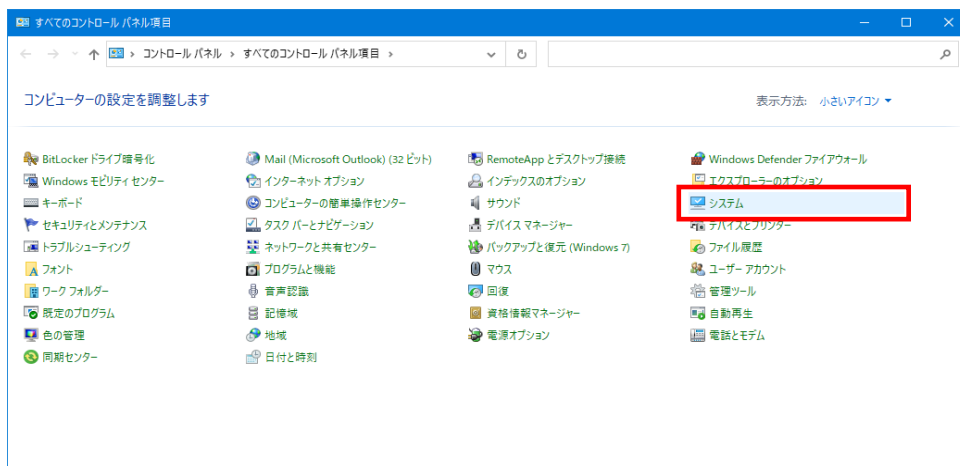 すべてのコントロール パネル項目
コントロール パネル › すべてのコントロール パネル項目 ›
コンピューターの設定を調整します
表示方法: 小さいアイコン
BitLocker ドライブ暗号化
Mail (Microsoft Outlook) (32 ビット)
RemoteApp とデスクトップ接続
Windows Defender ファイアウォール
Windows モビリティ センター
インターネット オプション
インデックスのオプション
エクスプローラーのオプション
キーボード
コンピューターの簡単操作センター
サウンド
システム
セキュリティとメンテナンス
タスク バーとナビゲーション
デバイス マネージャー
デバイスとプリンター
トラブルシューティング
ネットワークと共有センター
バックアップと復元 (Windows 7)
ファイル履歴
フォント
プログラムと機能
マウス
ユーザー アカウント
ワーク フォルダー
音声認識
回復
管理ツール
既定のプログラム
記憶域
資格情報マネージャー
自動再生
色の管理
地域
電源オプション
電話とモデム
同期センター
日付と時刻